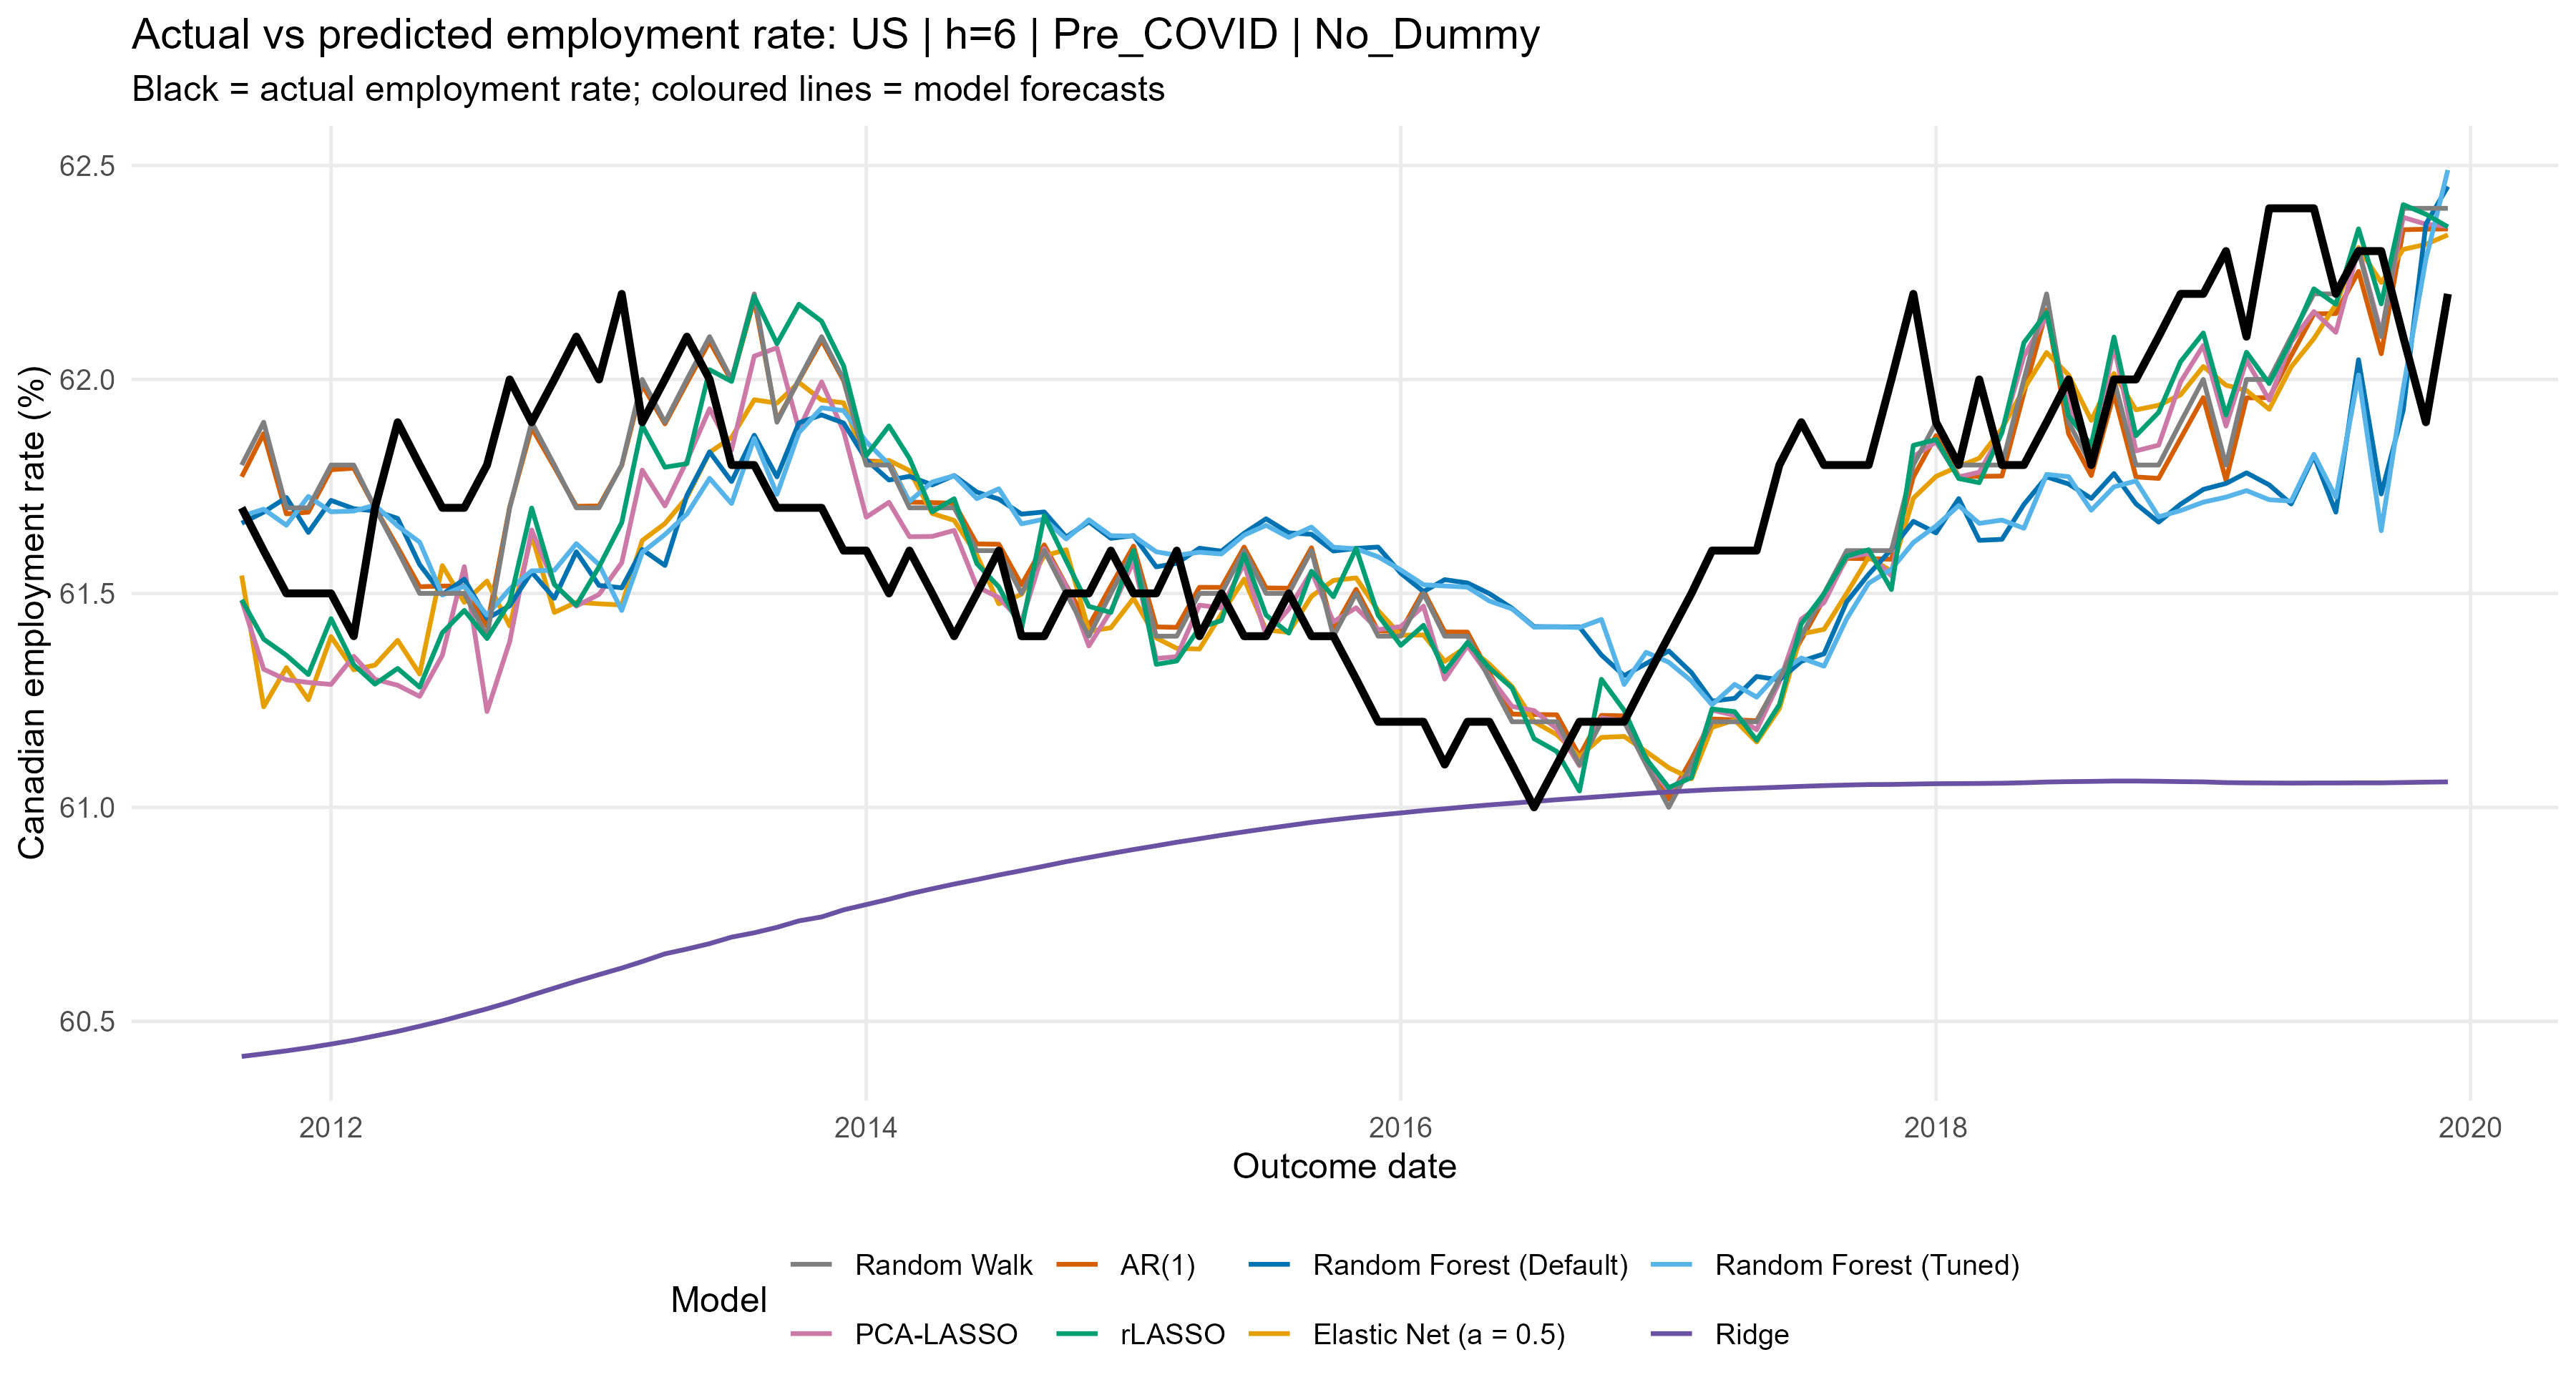 Actual vs predicted employment rate: US | h=6 | Pre_COVID | No_Dummy
Black = actual employment rate; coloured lines = model forecasts
Canadian employment rate (%)
62.5
62.0
61.5
61.0
60.5
2012 2014 2016 2018 2020
Outcome date
Model
Random Walk AR(1) Random Forest (Default) Random Forest (Tuned)
PCA-LASSO rLASSO Elastic Net (a = 0.5) Ridge